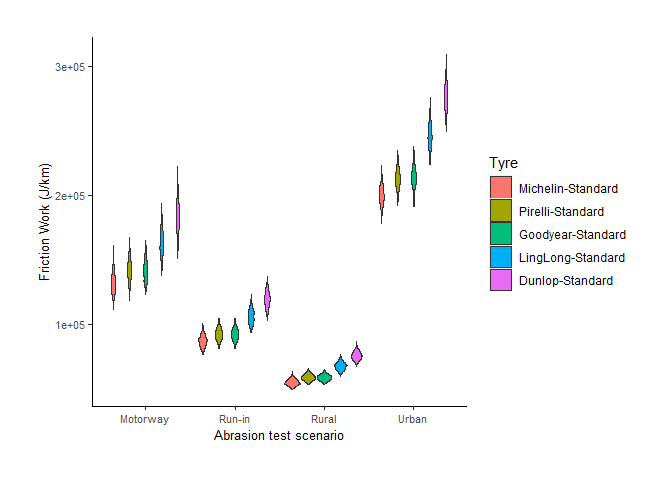 3e+05
2e+05
1e+05
Friction Work (J/km)
Motorway Run-in Rural Urban
Abrasion test scenario
Tyre
Michelin-Standard
Pirelli-Standard
Goodyear-Standard
LingLong-Standard
Dunlop-Standard